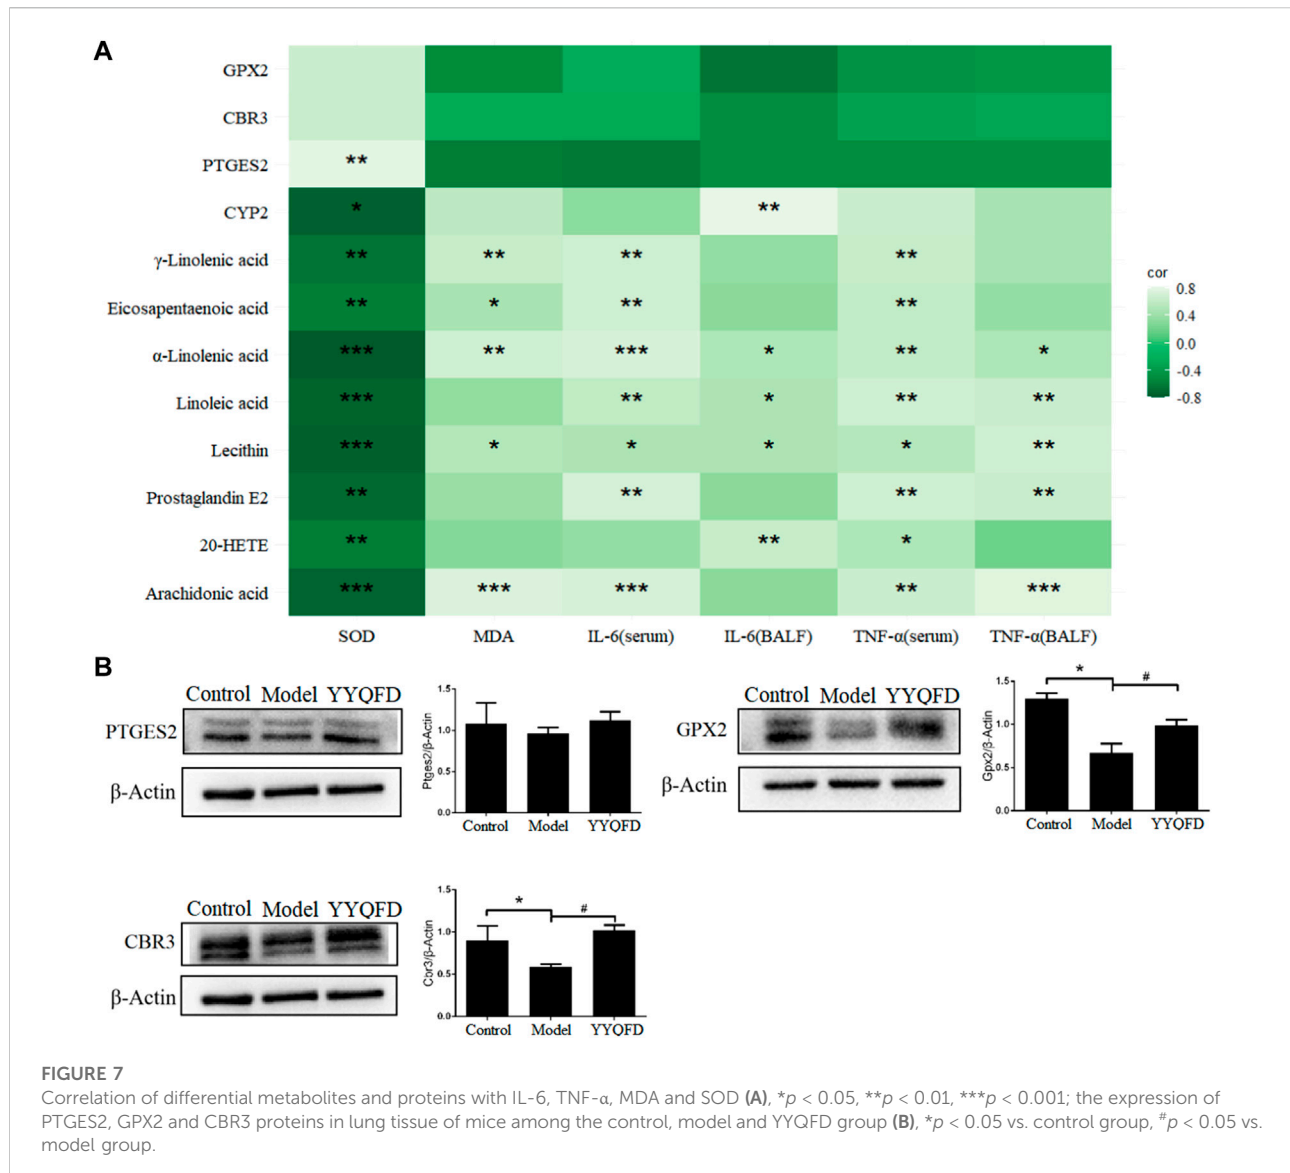 A
GPX2
CBR3
PTGES2 **
CYP2 * **
γ-Linolenic acid ** ** ** **
Eicosapentaenoic acid ** * ** **
α-Linolenic acid *** ** *** * ** *
Linoleic acid *** ** * ** **
Lecithin *** * * * * **
Prostaglandin E2 ** ** ** **
20-HETE ** ** *
Arachidonic acid *** *** *** ** ***
SOD MDA IL-6(serum) IL-6(BALF) TNF-α(serum) TNF-α(BALF)
cor
0.8
0.4
0.0
-0.4
-0.8
B
Control Model YYQFD
PTGES2
β-Actin
Ptges2/β-Actin
1.5
1.0
0.5
0.0
Control Model YYQFD
Control Model YYQFD
GPX2
β-Actin
Gpx2/β-Actin
1.5
1.0
0.5
0.0
* #
Control Model YYQFD
Control Model YYQFD
CBR3
β-Actin
Cbr3/β-Actin
1.5
1.0
0.5
0.0
* #
Control Model YYQFD
FIGURE 7
Correlation of differential metabolites and proteins with IL-6, TNF-α, MDA and SOD (A), *p < 0.05, **p < 0.01, ***p < 0.001; the expression of
PTGES2, GPX2 and CBR3 proteins in lung tissue of mice among the control, model and YYQFD group (B), *p < 0.05 vs. control group, #p < 0.05 vs.
model group.